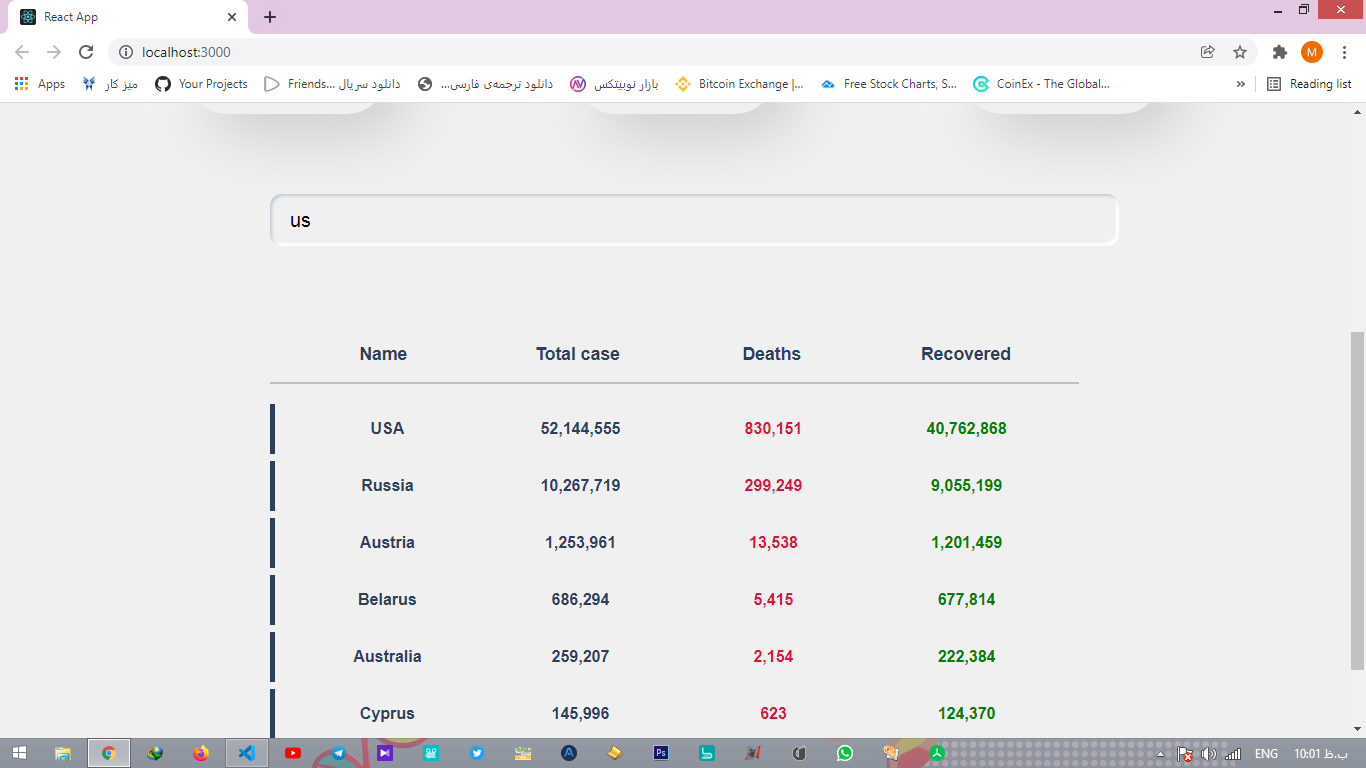 React App
localhost:3000
M
Apps
میز کار
Your Projects
دانلود سریال ...Friends
دانلود ترجمه‌ی فارسی...
بازار نوبیتکس
Bitcoin Exchange |...
Free Stock Charts, S...
CoinEx - The Global...
»
Reading list
us
Name Total case Deaths Recovered
USA 52,144,555 830,151 40,762,868
Russia 10,267,719 299,249 9,055,199
Austria 1,253,961 13,538 1,201,459
Belarus 686,294 5,415 677,814
Australia 259,207 2,154 222,384
Cyprus 145,996 623 124,370
Ps
ENG
10:01 ب.ظ